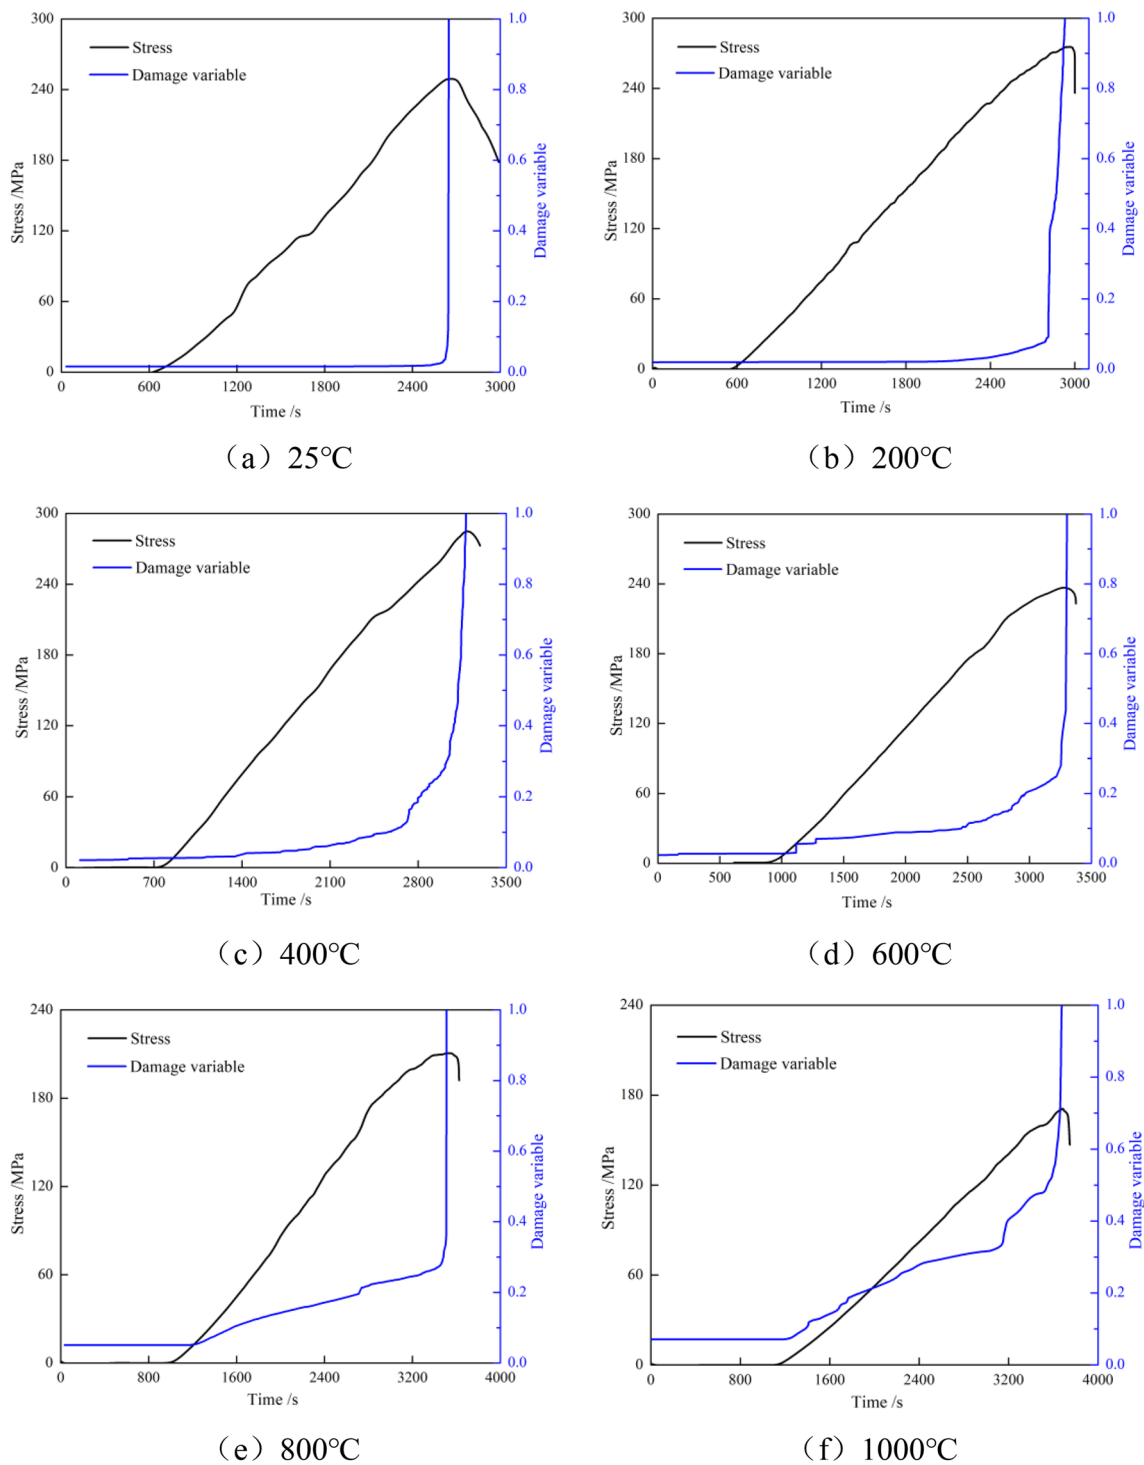 300
240
180
120
60
0
Stress /MPa
Stress
Damage variable
1.0
0.8
0.6
0.4
0.2
0.0
Damage variable
0 600 1200 1800 2400 3000
Time /s
（a）25℃
300
240
180
120
60
0
Stress /MPa
Stress
Damage variable
1.0
0.8
0.6
0.4
0.2
0.0
Damage variable
0 600 1200 1800 2400 3000
Time /s
（b）200℃
300
240
180
120
60
0
Stress /MPa
Stress
Damage variable
1.0
0.8
0.6
0.4
0.2
0.0
Damage variable
0 700 1400 2100 2800 3500
Time /s
（c）400℃
300
240
180
120
60
0
Stress /MPa
Stress
Damage variable
1.0
0.8
0.6
0.4
0.2
0.0
Damage variable
0 500 1000 1500 2000 2500 3000 3500
Time /s
（d）600℃
240
180
120
60
0
Stress /MPa
Stress
Damage variable
1.0
0.8
0.6
0.4
0.2
0.0
Damage variable
0 800 1600 2400 3200 4000
Time /s
（e）800℃
240
180
120
60
0
Stress /MPa
Stress
Damage variable
1.0
0.8
0.6
0.4
0.2
0.0
Damage variable
0 800 1600 2400 3200 4000
Time /s
（f）1000℃